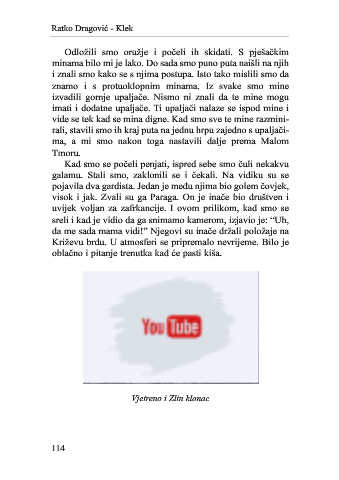 Ratko Dragović - Klek
Odložili smo oružje i počeli ih skidati. S pješačkim
minama bilo mi je lako. Do sada smo puno puta naišli na njih
i znali smo kako se s njima postupa. Isto tako mislili smo da
znamo i s protuoklopnim minama. Iz svake smo mine
izvadili gornje upaljače. Nismo ni znali da te mine mogu
imati i dodatne upaljače. Ti upaljači nalaze se ispod mine i
vide se tek kad se mina digne. Kad smo sve te mine razmini-
rali, stavili smo ih kraj puta na jednu hrpu zajedno s upaljači-
ma, a mi smo nakon toga nastavili dalje prema Malom
Tmoru.
Kad smo se počeli penjati, ispred sebe smo čuli nekakvu
galamu. Stali smo, zaklonili se i čekali. Na vidiku su se
pojavila dva gardista. Jedan je među njima bio golem čovjek,
visok i jak. Zvali su ga Paraga. On je inače bio društven i
uvijek voljan za zafrkancije. I ovom prilikom, kad smo se
sreli i kad je vidio da ga snimamo kamerom, izjavio je: “Uh,
da me sada mama vidi!” Njegovi su inače držali položaje na
Križevu brdu. U atmosferi se pripremalo nevrijeme. Bilo je
oblačno i pitanje trenutka kad će pasti kiša.
You Tube
Vjetreno i Zlin klanac
114